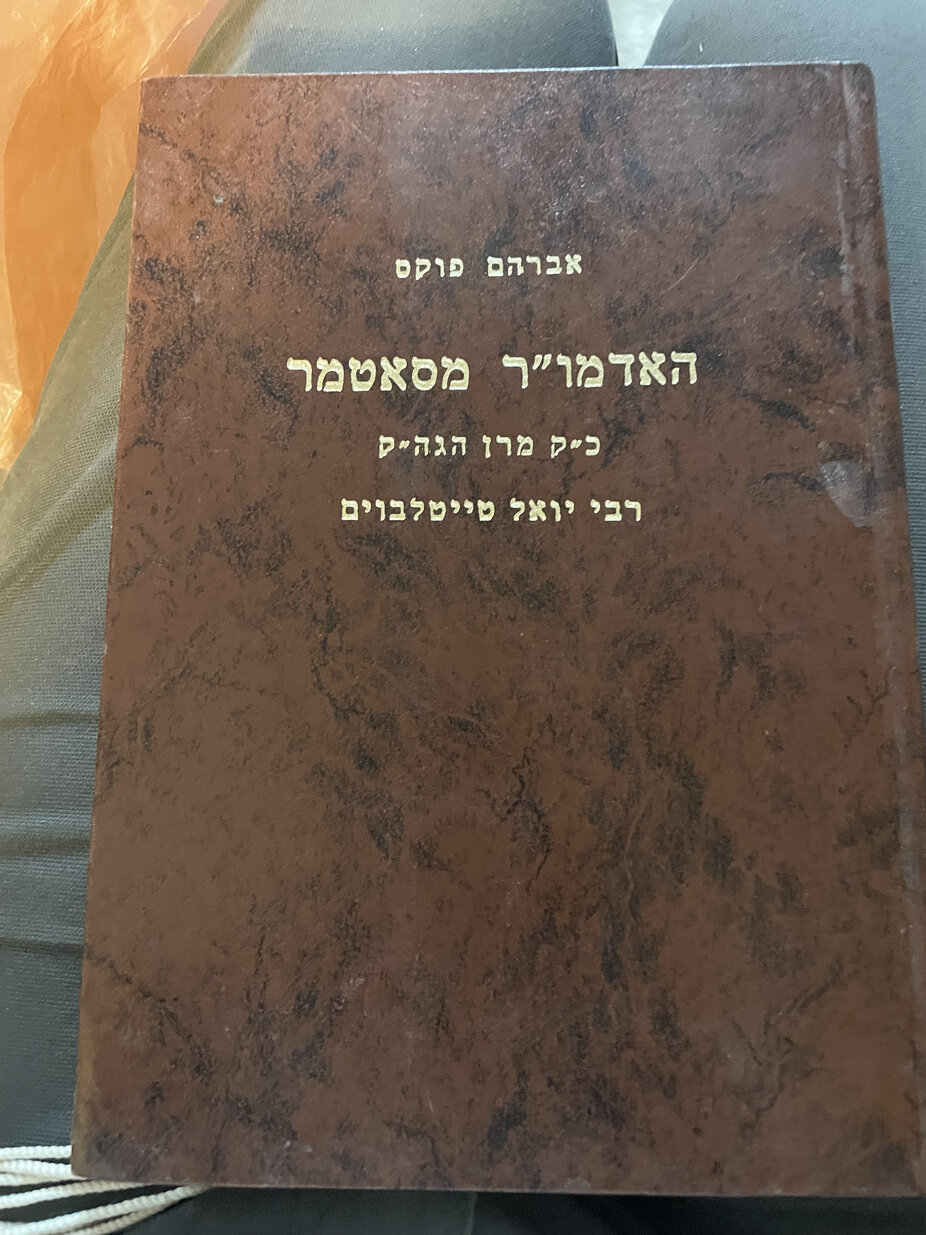 אברהם פוקס
האדמו״ר מסאטמר
כ״ק מרן הגה״ק
רבי יואל טייטלבוים